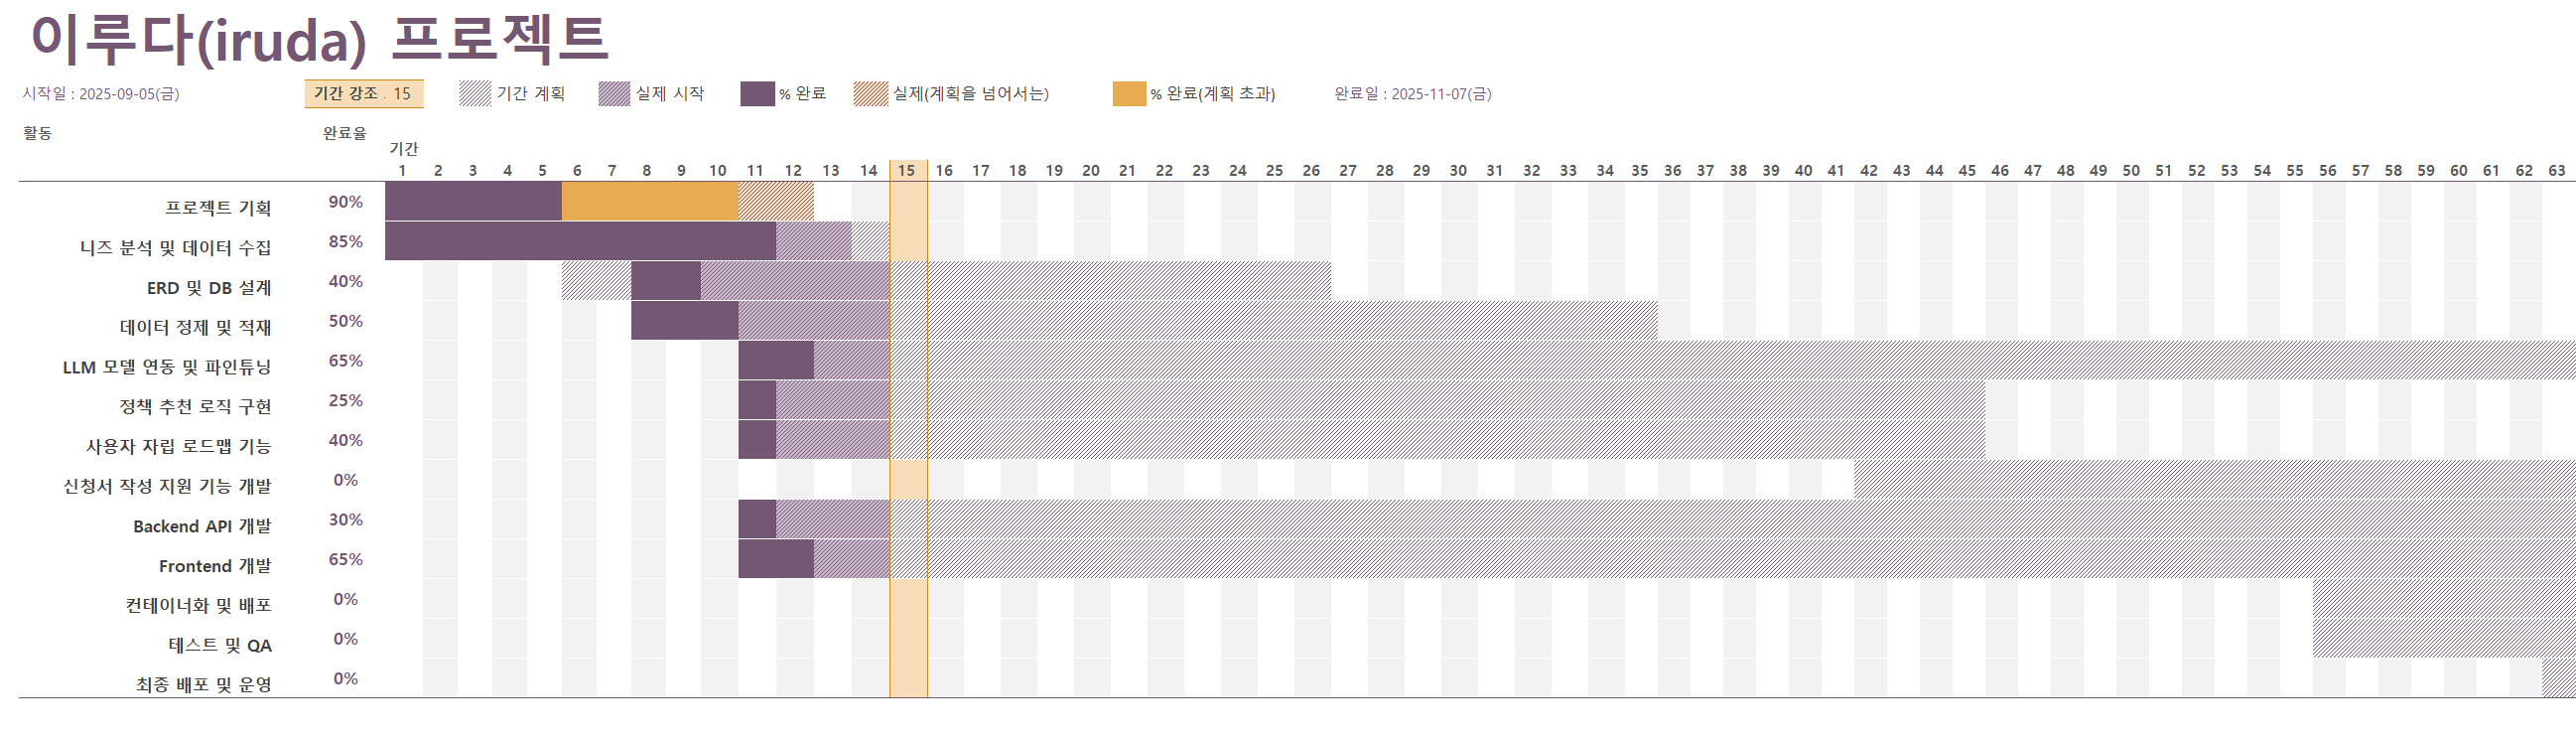 이루다(iruda) 프로젝트
시작일 : 2025-09-05(금) 기간 강조 . 15 기간 계획 실제 시작 % 완료 실제(계획을 넘어서는) % 완료(계획 초과) 완료일 : 2025-11-07(금)
활동 완료율
기간
1 2 3 4 5 6 7 8 9 10 11 12 13 14 15 16 17 18 19 20 21 22 23 24 25 26 27 28 29 30 31 32 33 34 35 36 37 38 39 40 41 42 43 44 45 46 47 48 49 50 51 52 53 54 55 56 57 58 59 60 61 62 63
프로젝트 기획 90%
니즈 분석 및 데이터 수집 85%
ERD 및 DB 설계 40%
데이터 정제 및 적재 50%
LLM 모델 연동 및 파인튜닝 65%
정책 추천 로직 구현 25%
사용자 자립 로드맵 기능 40%
신청서 작성 지원 기능 개발 0%
Backend API 개발 30%
Frontend 개발 65%
컨테이너화 및 배포 0%
테스트 및 QA 0%
최종 배포 및 운영 0%